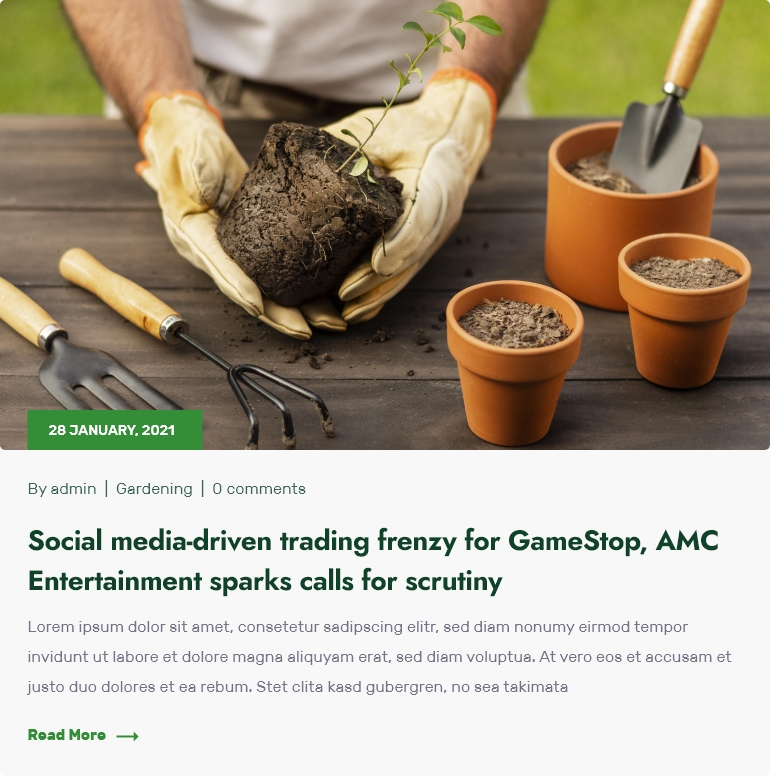 28 JANUARY, 2021
By admin | Gardening | 0 comments
Social media-driven trading frenzy for GameStop, AMC
Entertainment sparks calls for scrutiny
Lorem ipsum dolor sit amet, consetetur sadipscing elitr, sed diam nonumy eirmod tempor
invidunt ut labore et dolore magna aliquyam erat, sed diam voluptua. At vero eos et accusam et
justo duo dolores et ea rebum. Stet clita kasd gubergren, no sea takimata
Read More